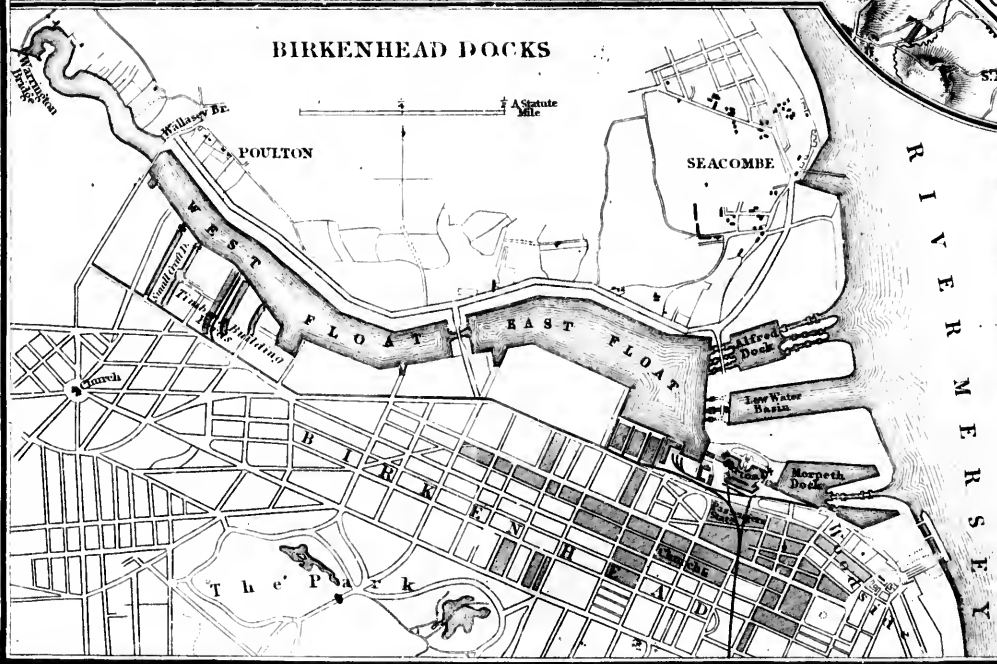 BIRKENHEAD DOCKS
A Statute
Mile
Warrington
Bridge
Wallasey Br.
POULTON
SEACOMBE
RIVER MERSEY
WEST FLOAT
EAST FLOAT
Alfred
Dock
Low Water
Basin
Morpeth
Dock
Church
BIRKENHEAD
Church
The Park